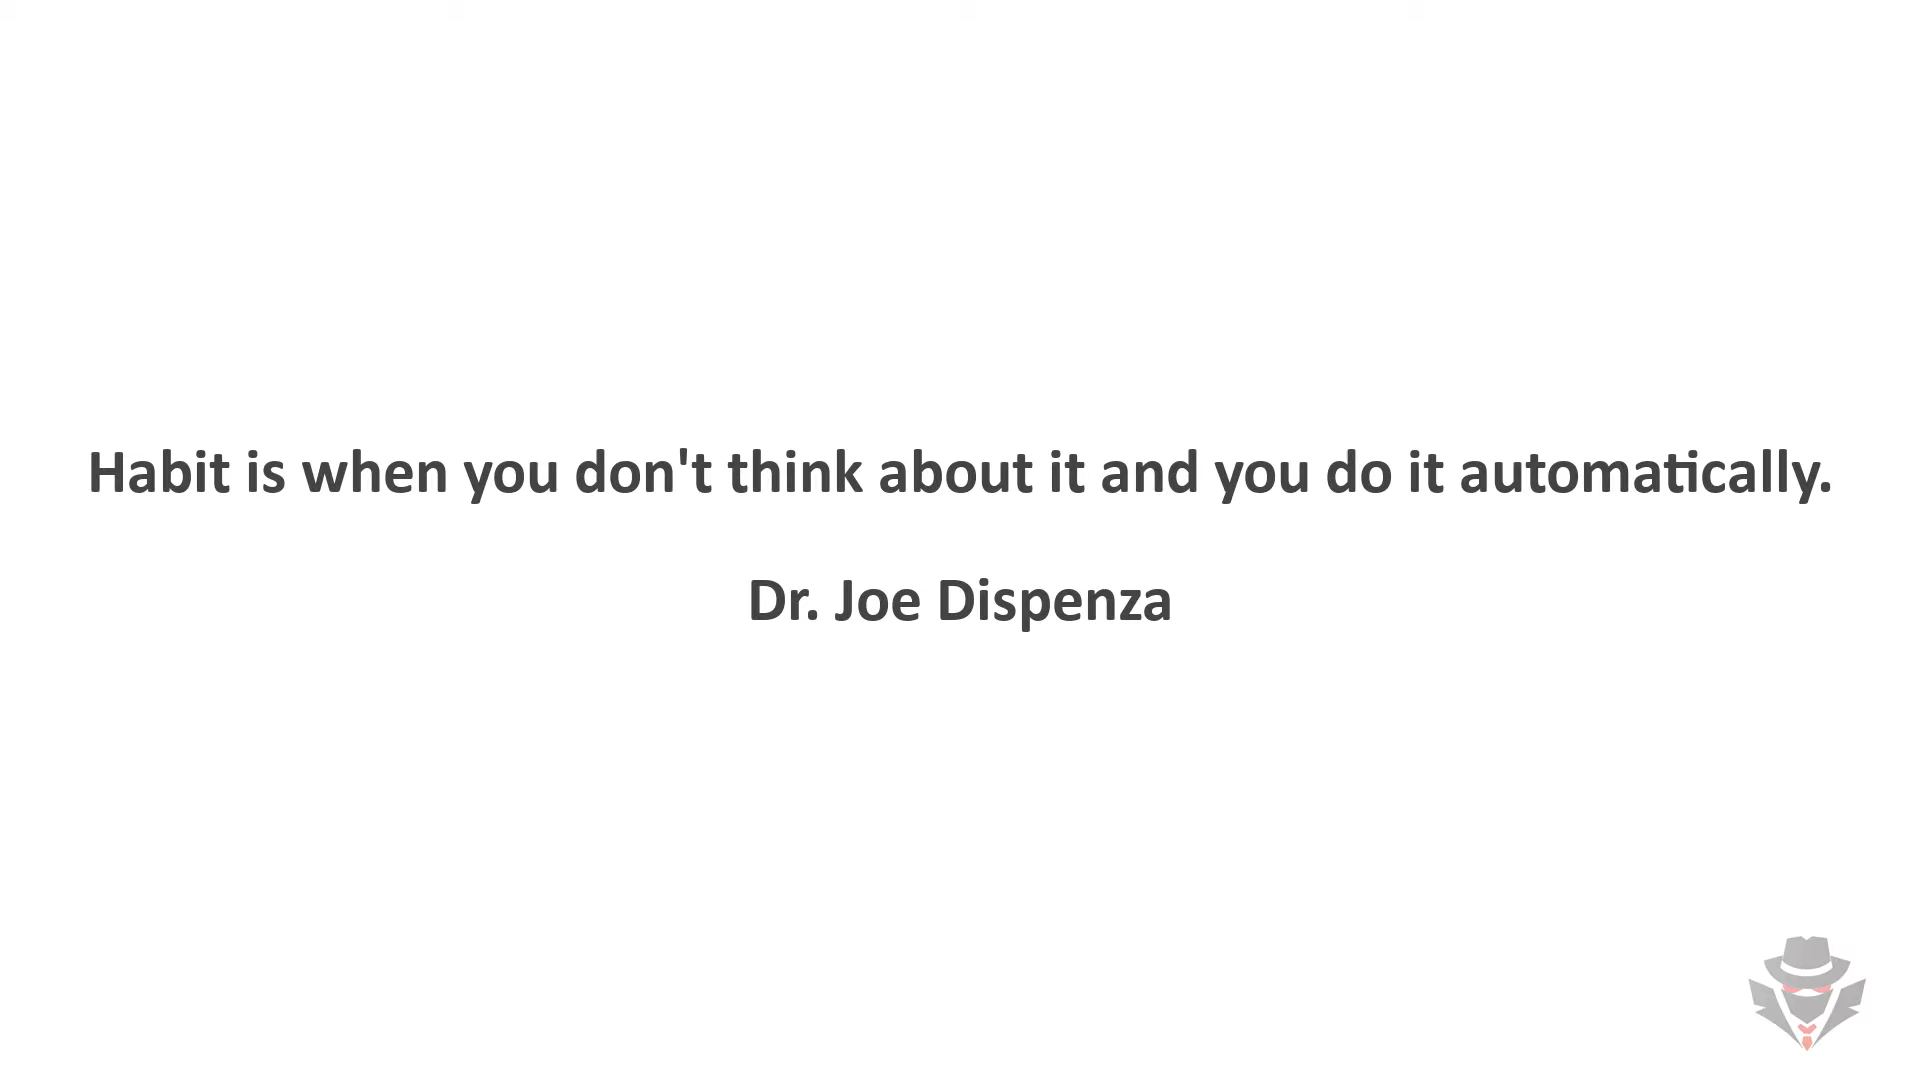 Habit is when you don't think about it and you do it automatically.
Dr. Joe Dispenza